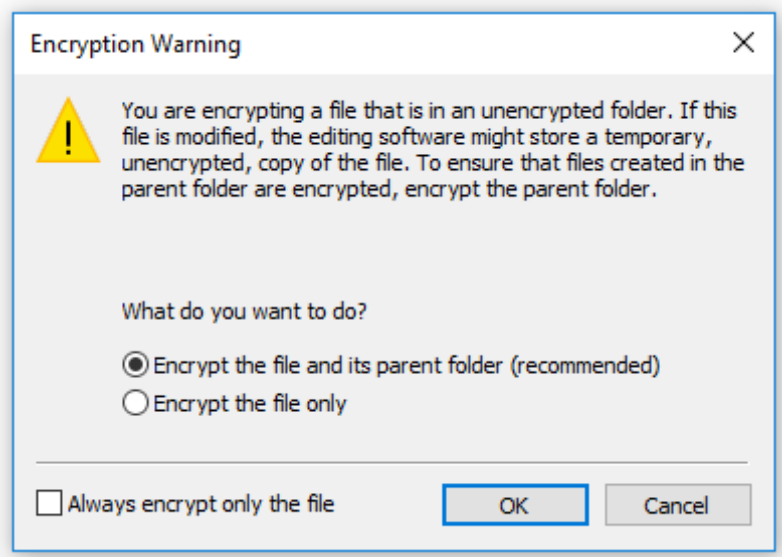 Encryption Warning
You are encrypting a file that is in an unencrypted folder. If this
file is modified, the editing software might store a temporary,
unencrypted, copy of the file. To ensure that files created in the
parent folder are encrypted, encrypt the parent folder.
What do you want to do?
Encrypt the file and its parent folder (recommended)
Encrypt the file only
Always encrypt only the file
OK
Cancel